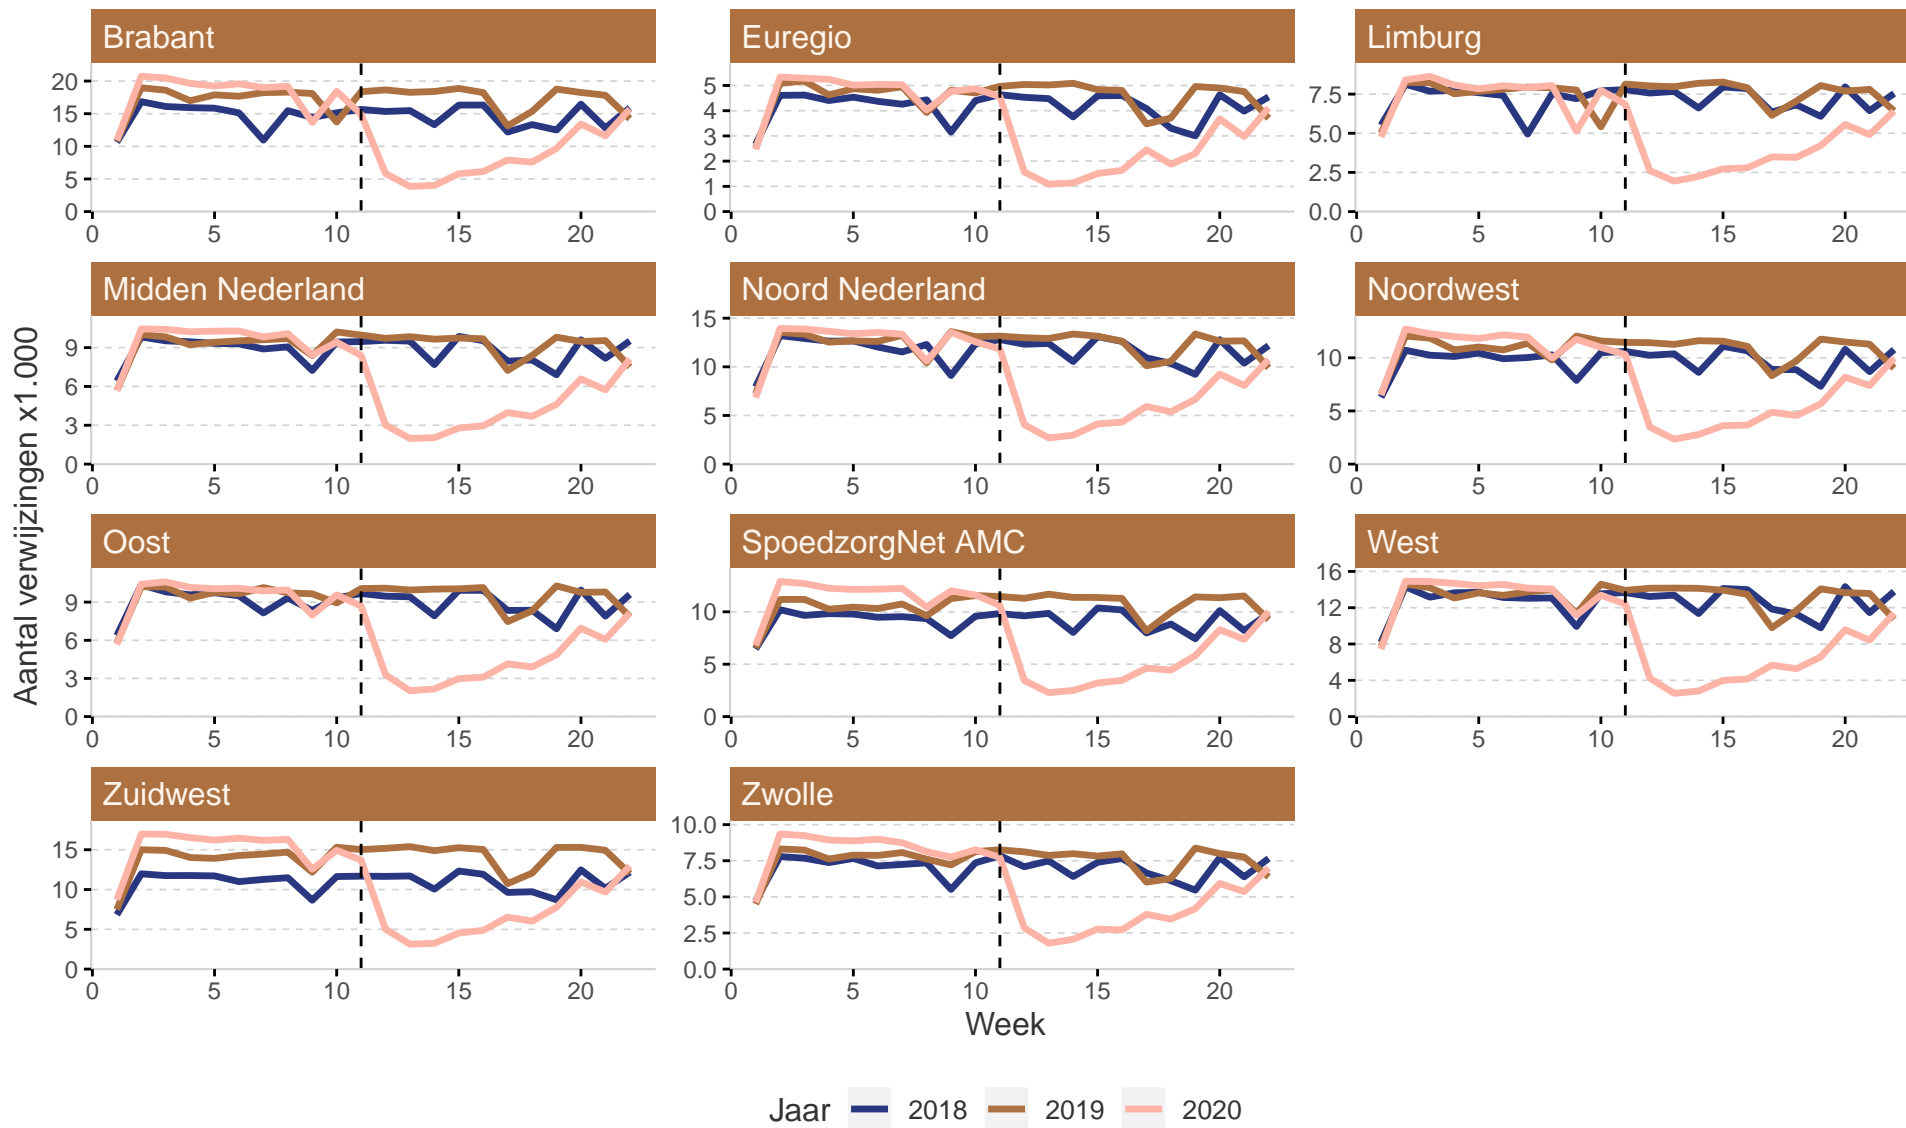 Brabant
Euregio
Limburg
20
15
10
5
0
0 5 10 15 20
5
4
3
2
1
0
0 5 10 15 20
7.5
5.0
2.5
0.0
0 5 10 15 20
Midden Nederland
Noord Nederland
Noordwest
9
6
3
0
0 5 10 15 20
15
10
5
0
0 5 10 15 20
10
5
0
0 5 10 15 20
Aantal verwijzingen x1.000
Oost
SpoedzorgNet AMC
West
9
6
3
0
0 5 10 15 20
10
5
0
0 5 10 15 20
16
12
8
4
0
0 5 10 15 20
Zuidwest
Zwolle
15
10
5
0
0 5 10 15 20
10.0
7.5
5.0
2.5
0.0
0 5 10 15 20
Week
Jaar 2018 2019 2020